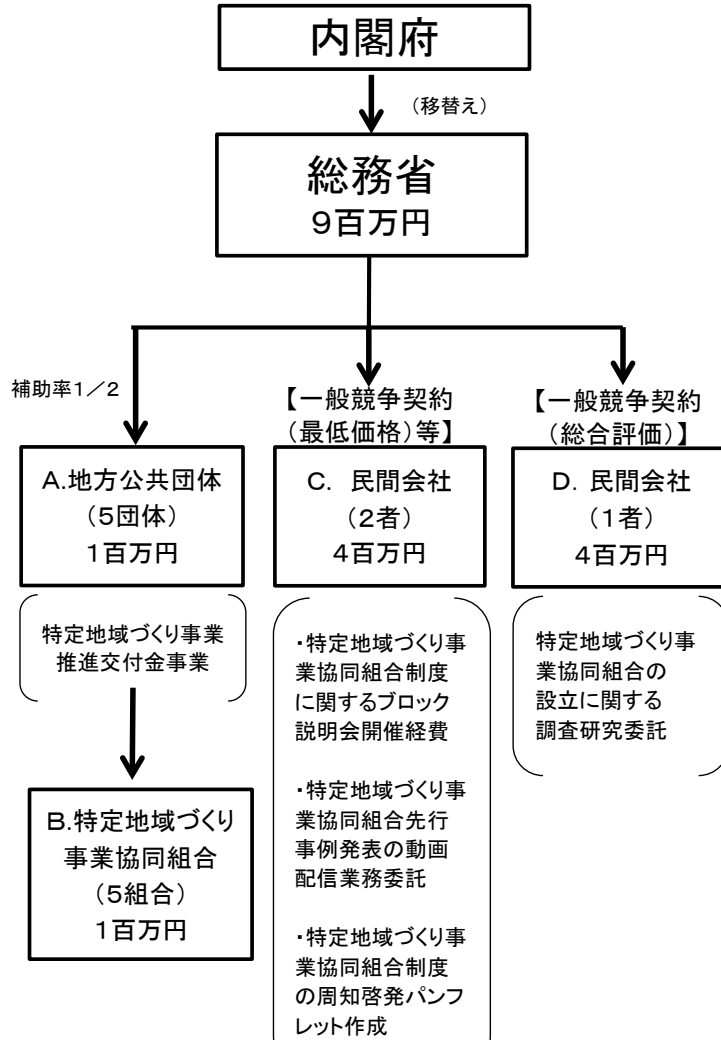 内閣府
（移替え）
総務省
9百万円
補助率1／2
A.地方公共団体
（5団体）
1百万円
特定地域づくり事業
推進交付金事業
B.特定地域づくり
事業協同組合
（5組合）
1百万円
【一般競争契約
（最低価格）等】
C.　民間会社
（2者）
4百万円
・特定地域づくり事
業協同組合制度
に関するブロック
説明会開催経費
・特定地域づくり事
業協同組合先行
事例発表の動画
配信業務委託
・特定地域づくり事
業協同組合制度
の周知啓発パンフ
レット作成
【一般競争契約
（総合評価）】
D. 民間会社
（1者）
4百万円
特定地域づくり事
業協同組合の
設立に関する
調査研究委託